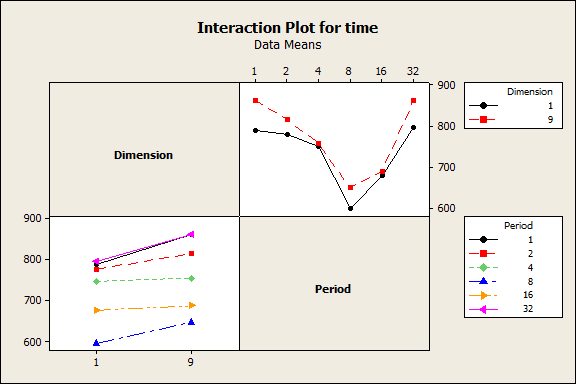 Interaction Plot for time
Data Means
1 2 4 8 16 32
Dimension
900
800
700
600
Dimension
1
9
900
800
700
600
Period
1 9
Period
1
2
4
8
16
32